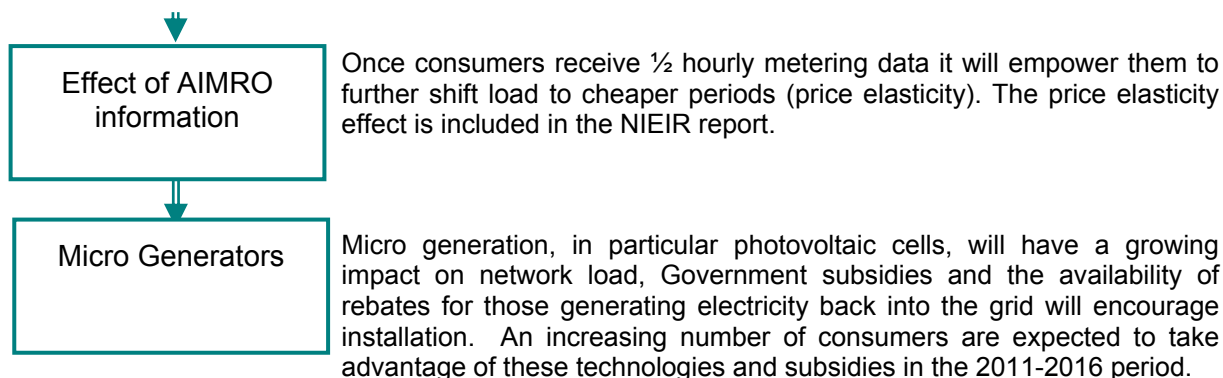 Effect of AIMRO
information
Once consumers receive ½ hourly metering data it will empower them to
further shift load to cheaper periods (price elasticity). The price elasticity
effect is included in the NIEIR report.
Micro Generators
Micro generation, in particular photovoltaic cells, will have a growing
impact on network load, Government subsidies and the availability of
rebates for those generating electricity back into the grid will encourage
installation. An increasing number of consumers are expected to take
advantage of these technologies and subsidies in the 2011-2016 period.